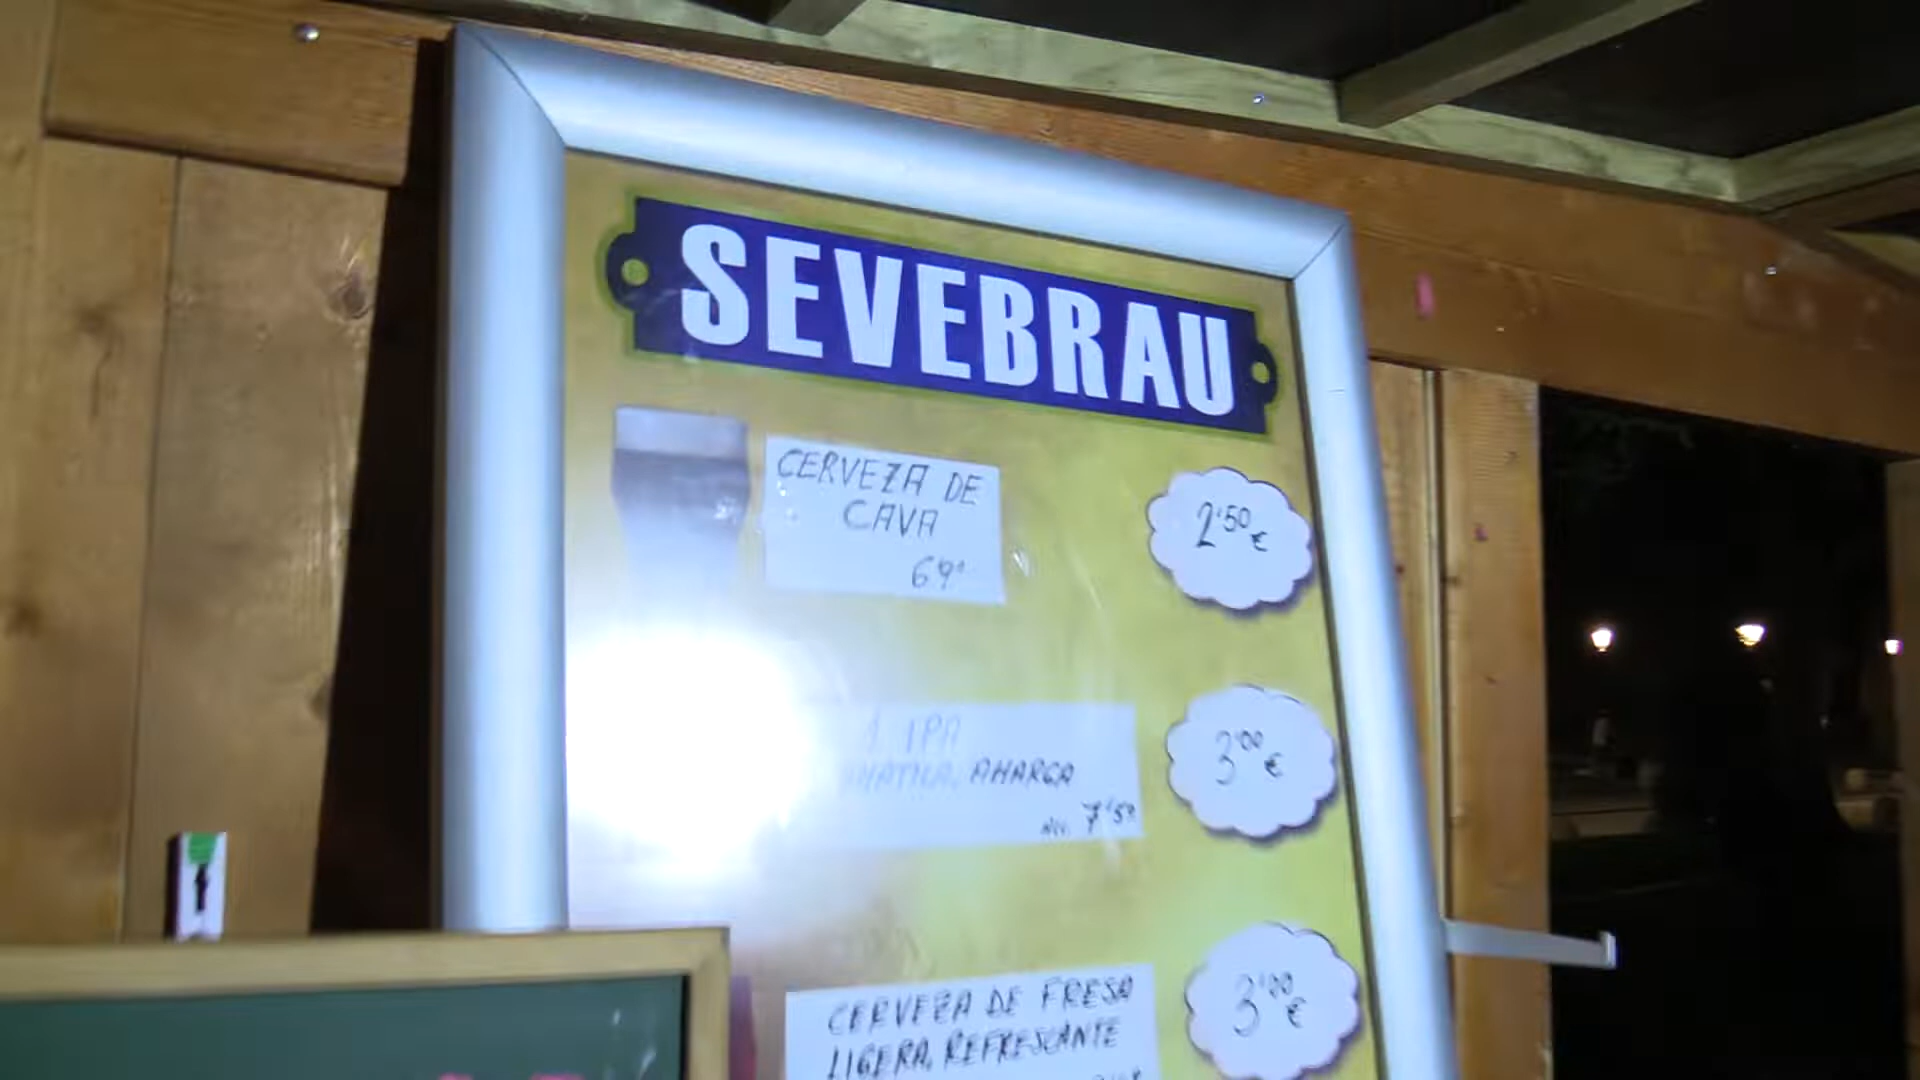 SEVEBRAU
CERVEZA DE
CAVA
6'9º
2'50 €
IPA
AMARGA
7'5º
3'00 €
CERVEZA DE FRESA
LIGERA, REFRESCANTE
3'00 €